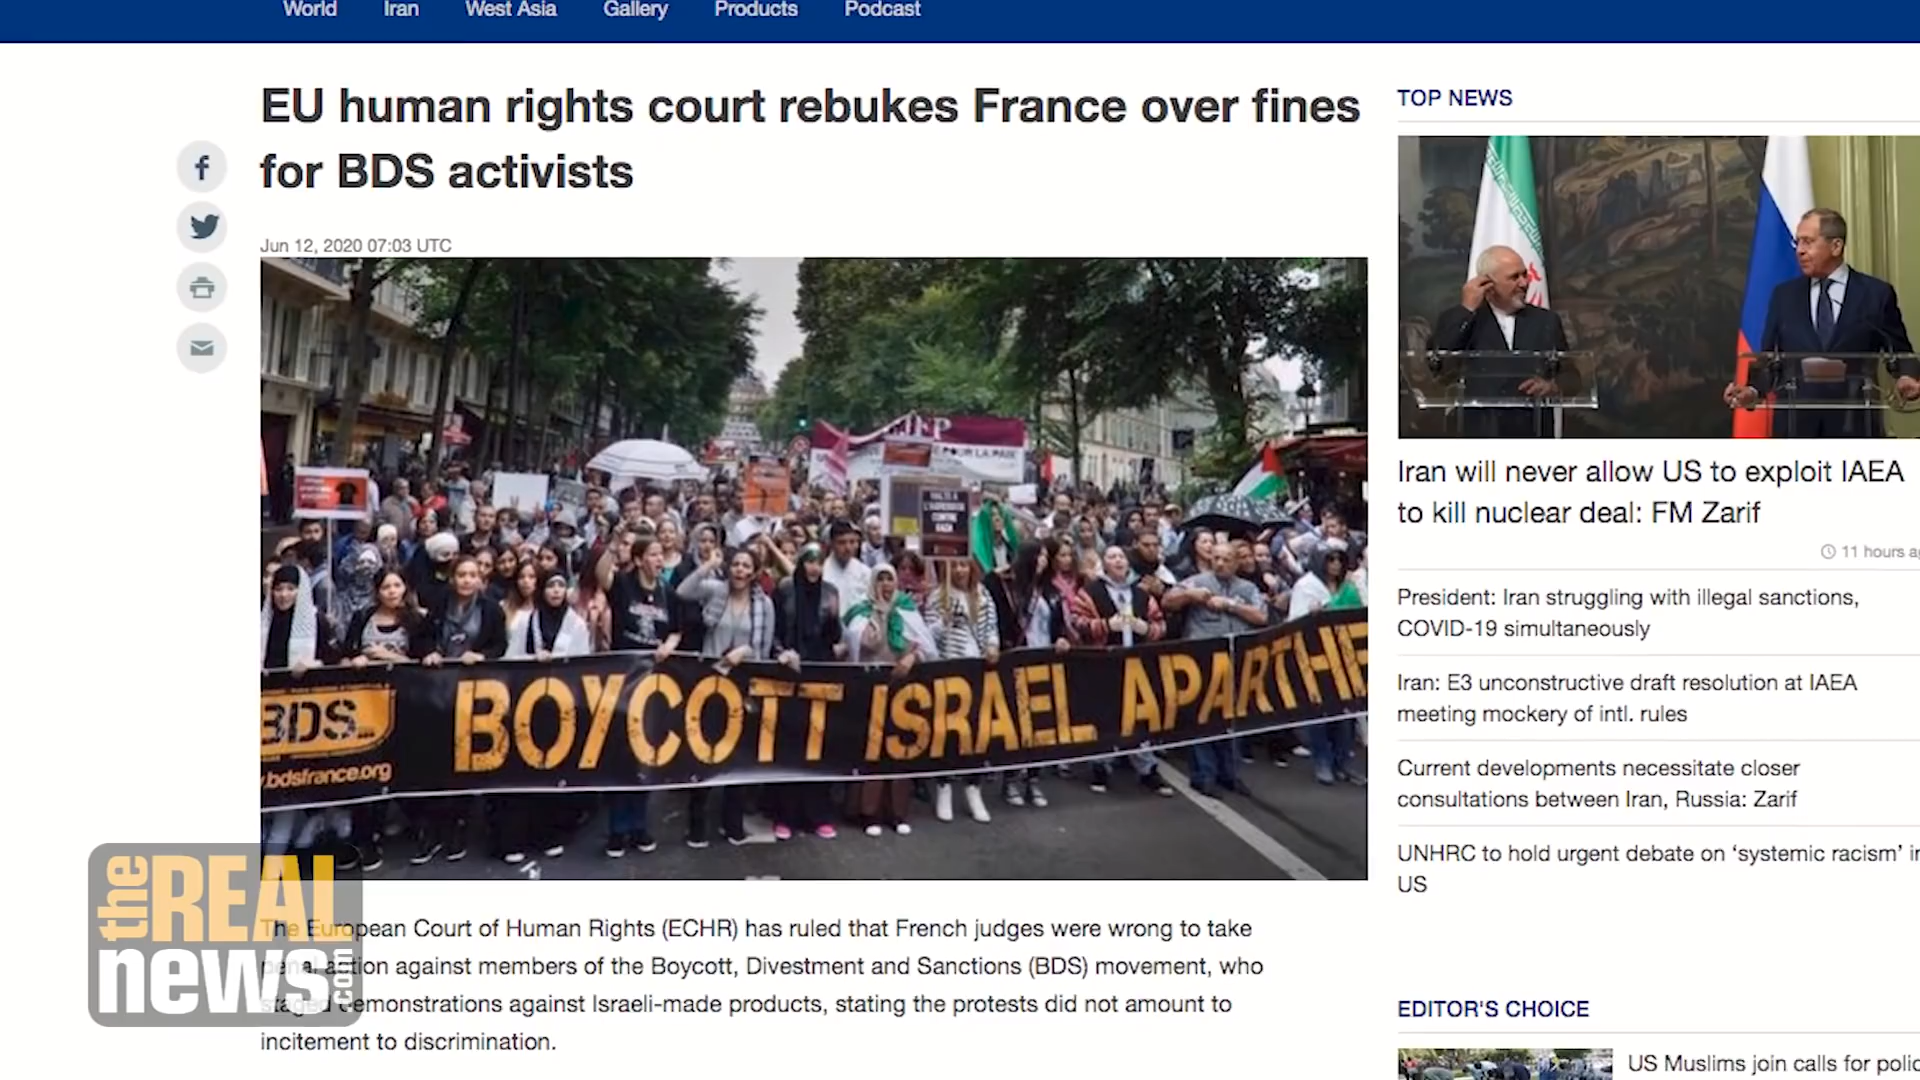 World Iran West Asia Gallery Products Podcast
EU human rights court rebukes France over fines
for BDS activists
Jun 12, 2020 07:03 UTC
POUR LA PAIX
BDS
bdsfrance.org
BOYCOTT ISRAEL APARTHE
The European Court of Human Rights (ECHR) has ruled that French judges were wrong to take
penal action against members of the Boycott, Divestment and Sanctions (BDS) movement, who
staged demonstrations against Israeli-made products, stating the protests did not amount to
incitement to discrimination.
the REAL
news.com
TOP NEWS
Iran will never allow US to exploit IAEA
to kill nuclear deal: FM Zarif
11 hours ag
President: Iran struggling with illegal sanctions,
COVID-19 simultaneously
Iran: E3 unconstructive draft resolution at IAEA
meeting mockery of intl. rules
Current developments necessitate closer
consultations between Iran, Russia: Zarif
UNHRC to hold urgent debate on ‘systemic racism’ in
US
EDITOR'S CHOICE
US Muslims join calls for polic